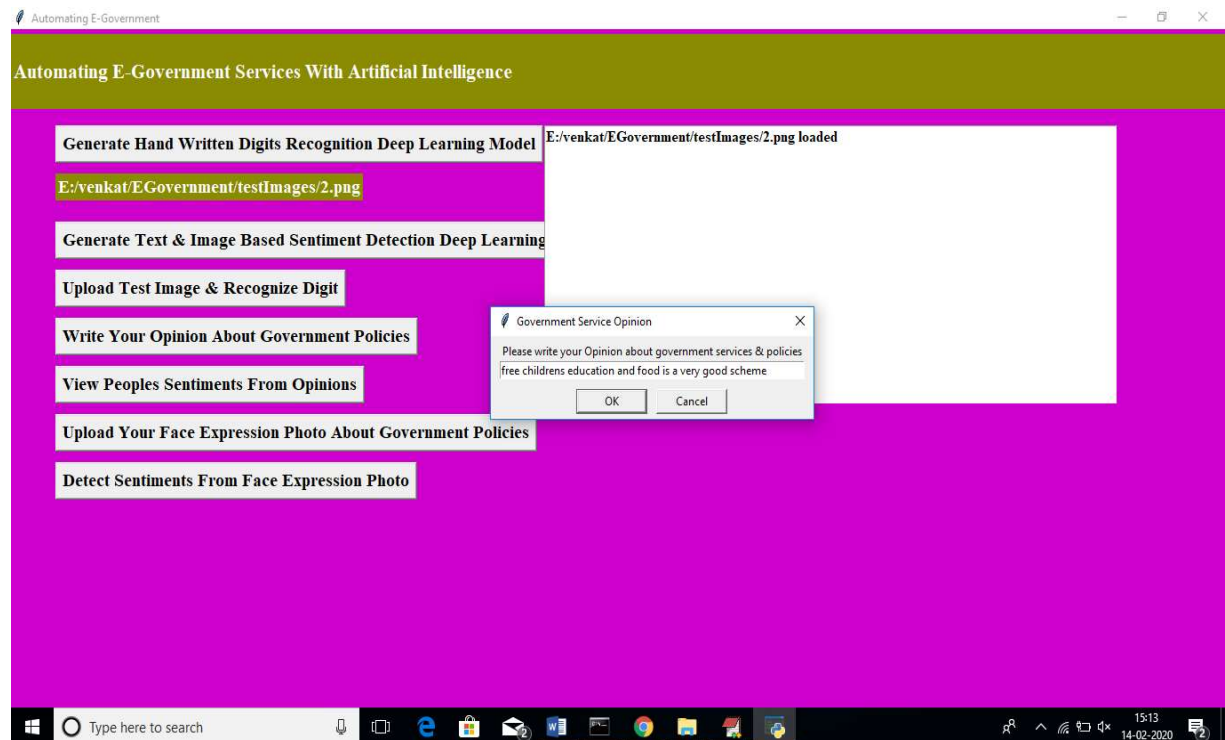 Automating E-Government
Automating E-Government Services With Artificial Intelligence
Generate Hand Written Digits Recognition Deep Learning Model
E:/venkat/EGovernment/testImages/2.png loaded
E:/venkat/EGovernment/testImages/2.png
Generate Text & Image Based Sentiment Detection Deep Learning
Upload Test Image & Recognize Digit
Write Your Opinion About Government Policies
View Peoples Sentiments From Opinions
Upload Your Face Expression Photo About Government Policies
Detect Sentiments From Face Expression Photo
Government Service Opinion
Please write your Opinion about government services & policies
free childrens education and food is a very good scheme
OK
Cancel
Type here to search
15:13
14-02-2020